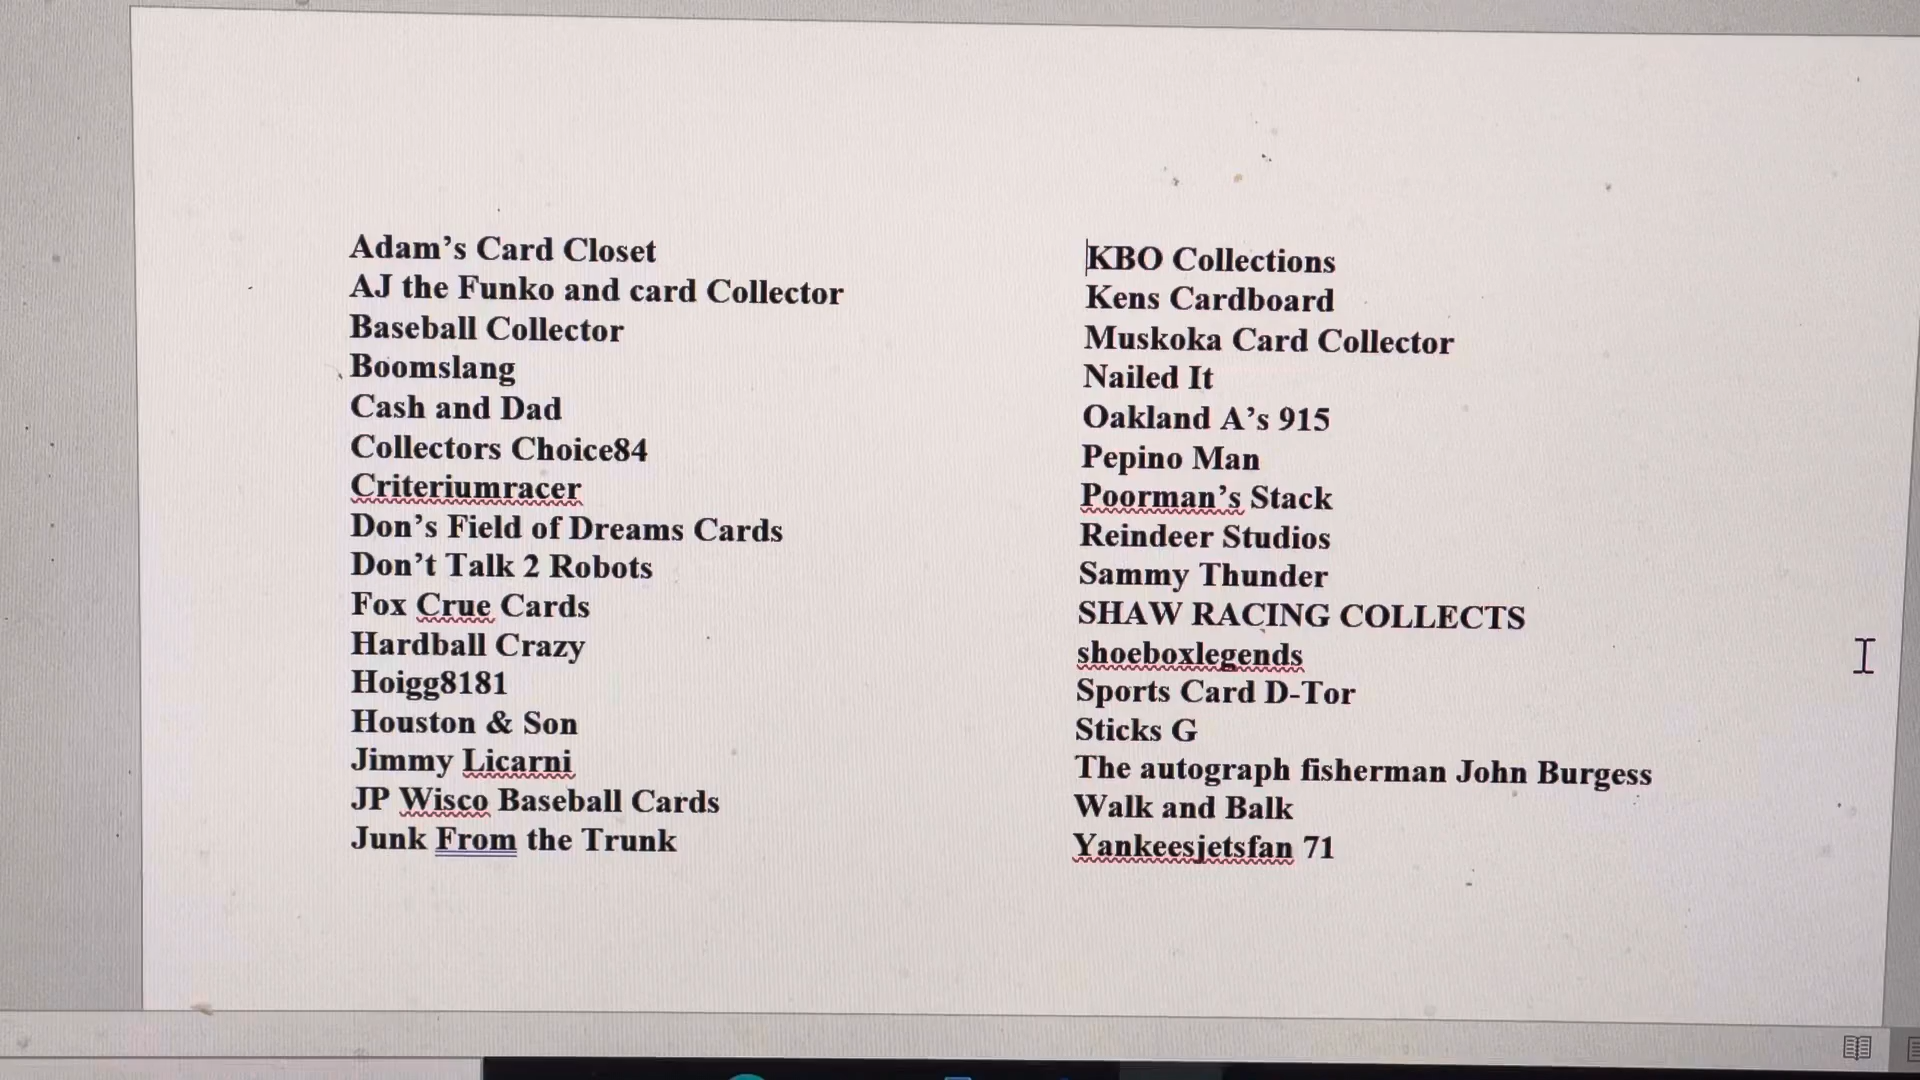 Adam’s Card Closet
AJ the Funko and card Collector
Baseball Collector
Boomslang
Cash and Dad
Collectors Choice84
Criteriumracer
Don’s Field of Dreams Cards
Don’t Talk 2 Robots
Fox Crue Cards
Hardball Crazy
Hoigg8181
Houston & Son
Jimmy Licarni
JP Wisco Baseball Cards
Junk From the Trunk
KBO Collections
Kens Cardboard
Muskoka Card Collector
Nailed It
Oakland A’s 915
Pepino Man
Poorman’s Stack
Reindeer Studios
Sammy Thunder
SHAW RACING COLLECTS
shoeboxlegends
Sports Card D-Tor
Sticks G
The autograph fisherman John Burgess
Walk and Balk
Yankeesjetsfan 71